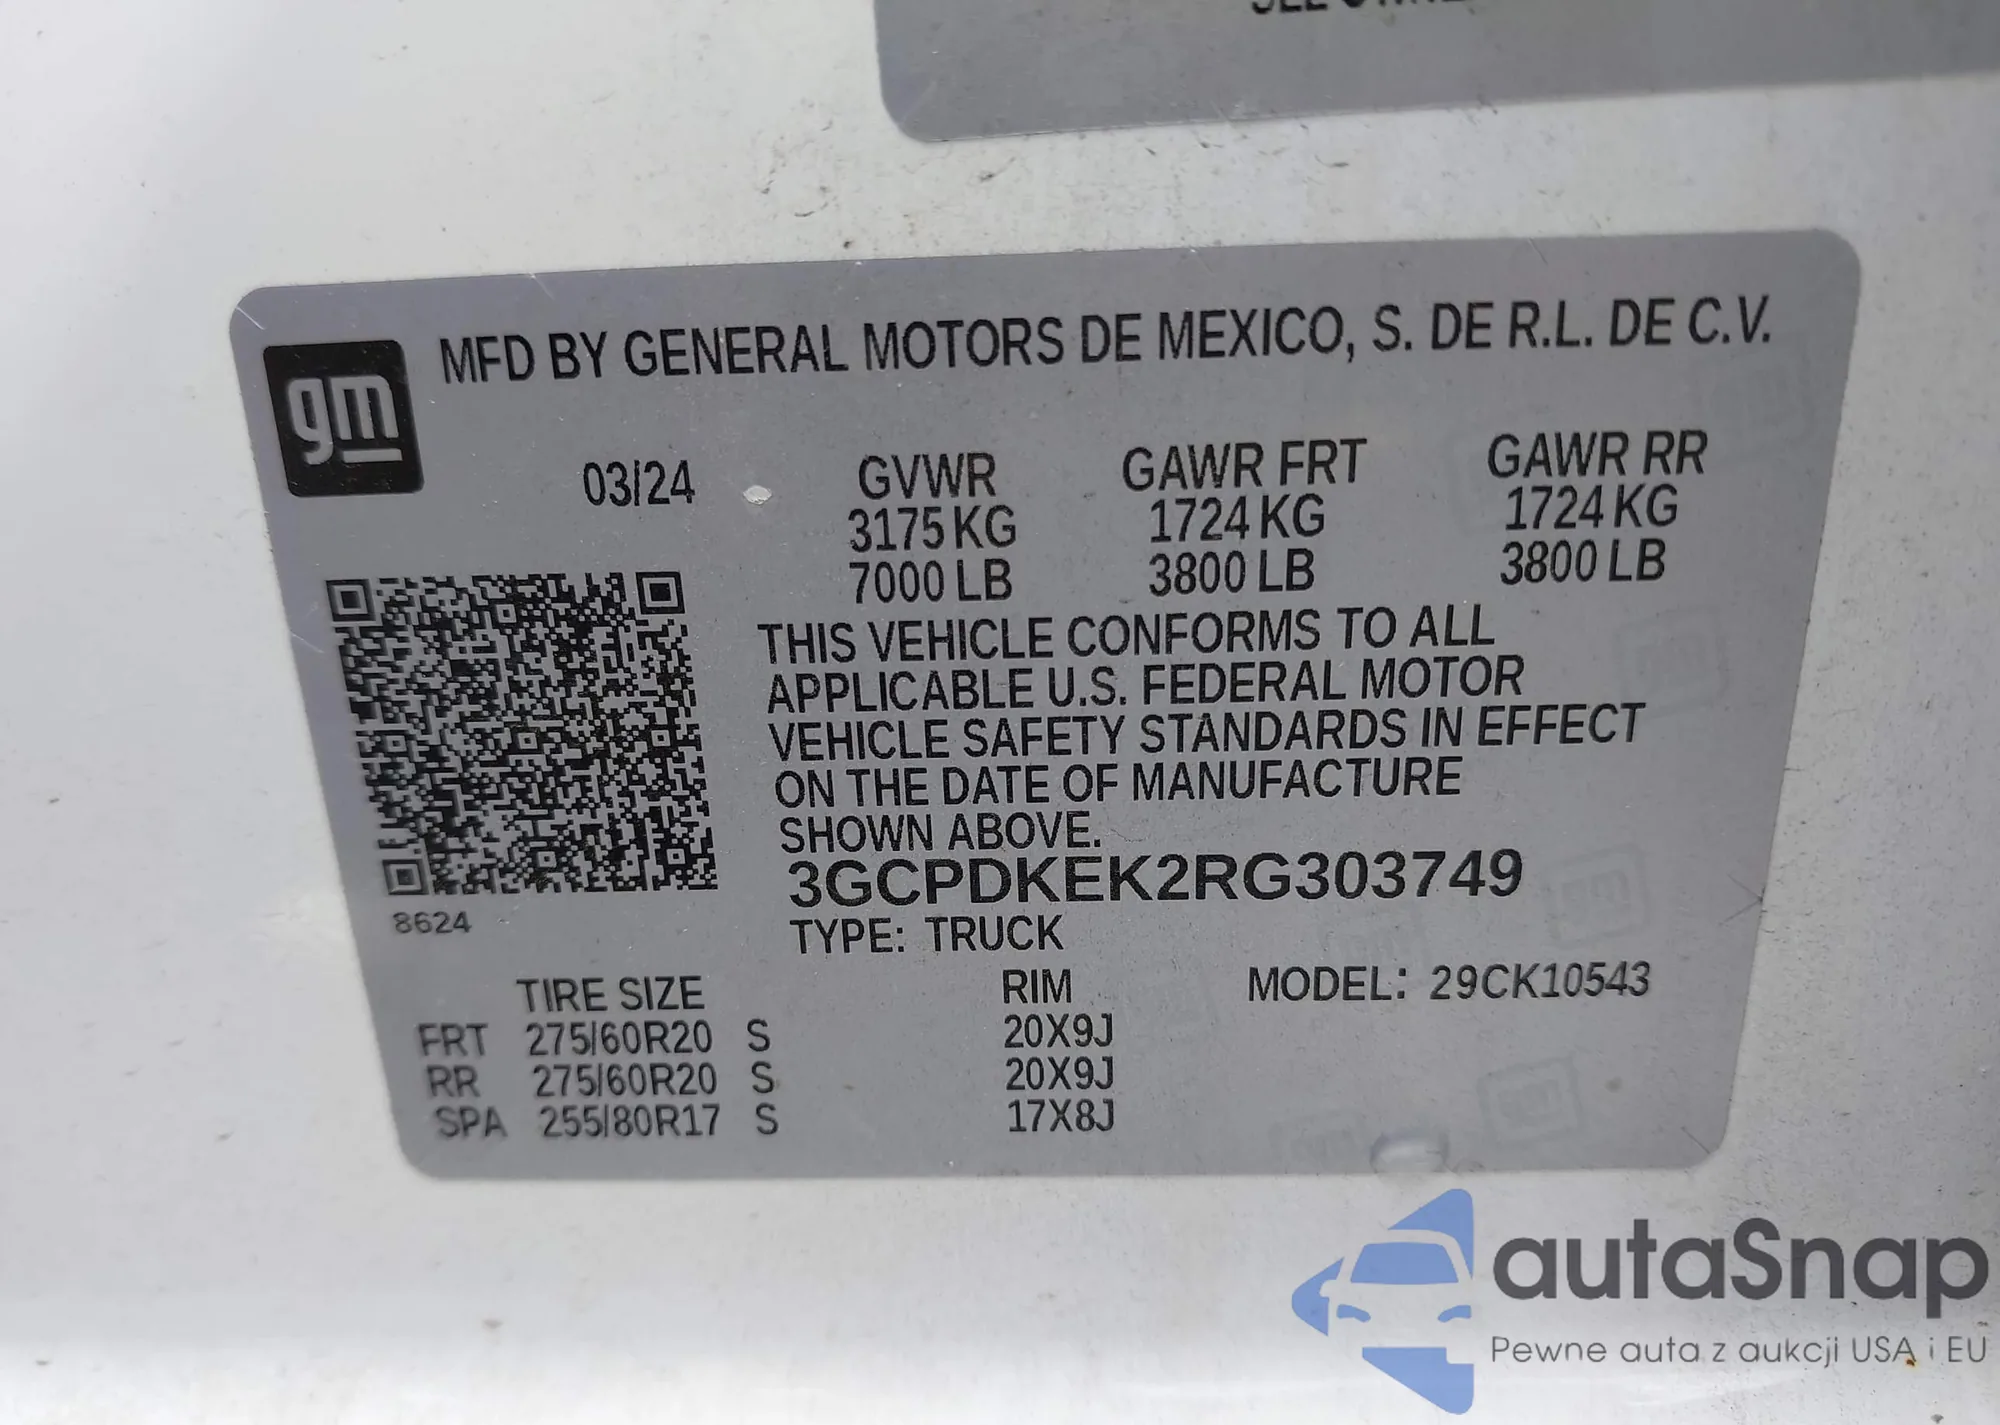 gm
MFD BY GENERAL MOTORS DE MEXICO, S. DE R.L. DE C.V.
03/24 GVWR GAWR FRT GAWR RR
3175 KG 1724 KG 1724 KG
7000 LB 3800 LB 3800 LB
THIS VEHICLE CONFORMS TO ALL
APPLICABLE U.S. FEDERAL MOTOR
VEHICLE SAFETY STANDARDS IN EFFECT
ON THE DATE OF MANUFACTURE
SHOWN ABOVE.
3GCPDKEK2RG303749
8624
TYPE: TRUCK
TIRE SIZE RIM MODEL: 29CK10543
FRT 275/60R20 S 20X9J
RR 275/60R20 S 20X9J
SPA 255/80R17 S 17X8J
autaSnap
Pewne auta z aukcji USA i EU